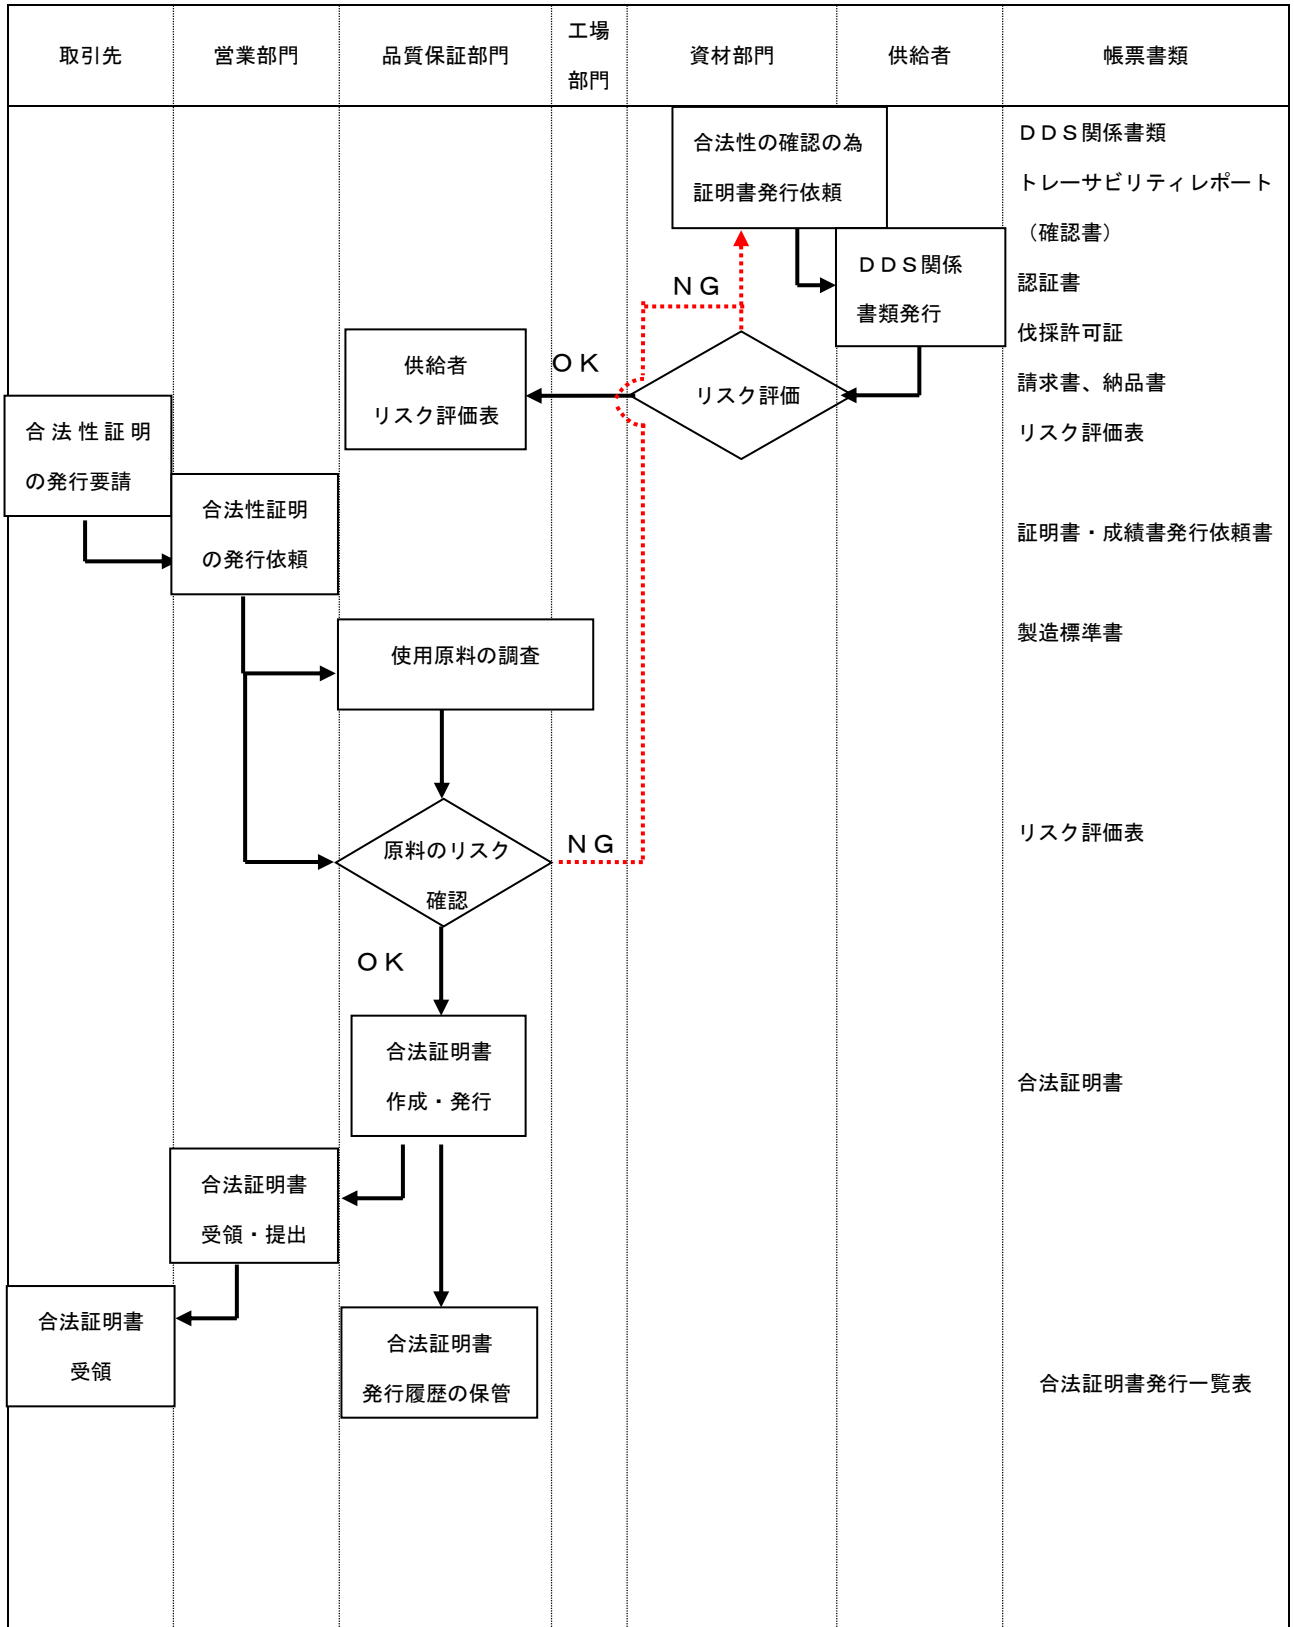 取引先
営業部門
品質保証部門
工場
部門
資材部門
供給者
帳票書類
合法性の確認の為
証明書発行依頼
ＤＤＳ関係書類
トレーサビリティレポート
（確認書）
ＤＤＳ関係
書類発行
認証書
ＮＧ
伐採許可証
供給者
リスク評価表
ＯＫ
リスク評価
請求書、納品書
リスク評価表
合法性証明
の発行要請
合法性証明
の発行依頼
証明書・成績書発行依頼書
使用原料の調査
製造標準書
原料のリスク
確認
ＮＧ
リスク評価表
ＯＫ
合法証明書
作成・発行
合法証明書
合法証明書
受領・提出
合法証明書
受領
合法証明書
発行履歴の保管
合法証明書発行一覧表